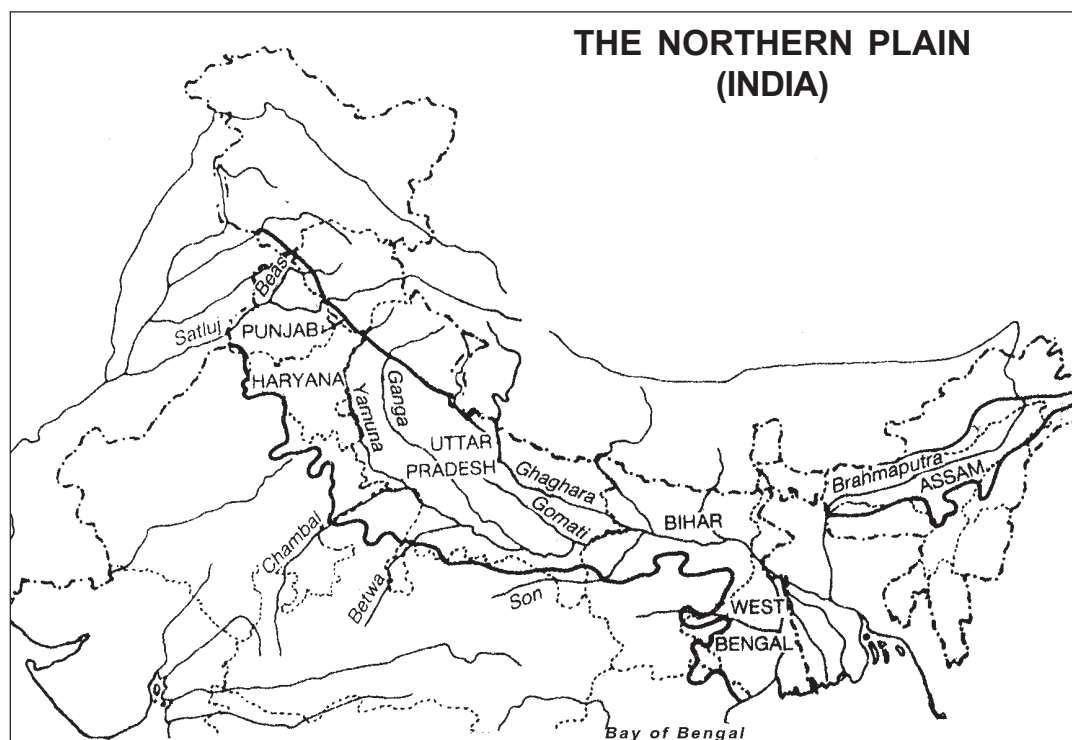 THE NORTHERN PLAIN
(INDIA)
Beas
Satluj
PUNJAB
HARYANA
Yamuna
Ganga
UTTAR
PRADESH
Ghaghara
Gomati
BIHAR
Brahmaputra
ASSAM
Chambal
Betwa
Son
WEST
BENGAL
Bay of Bengal